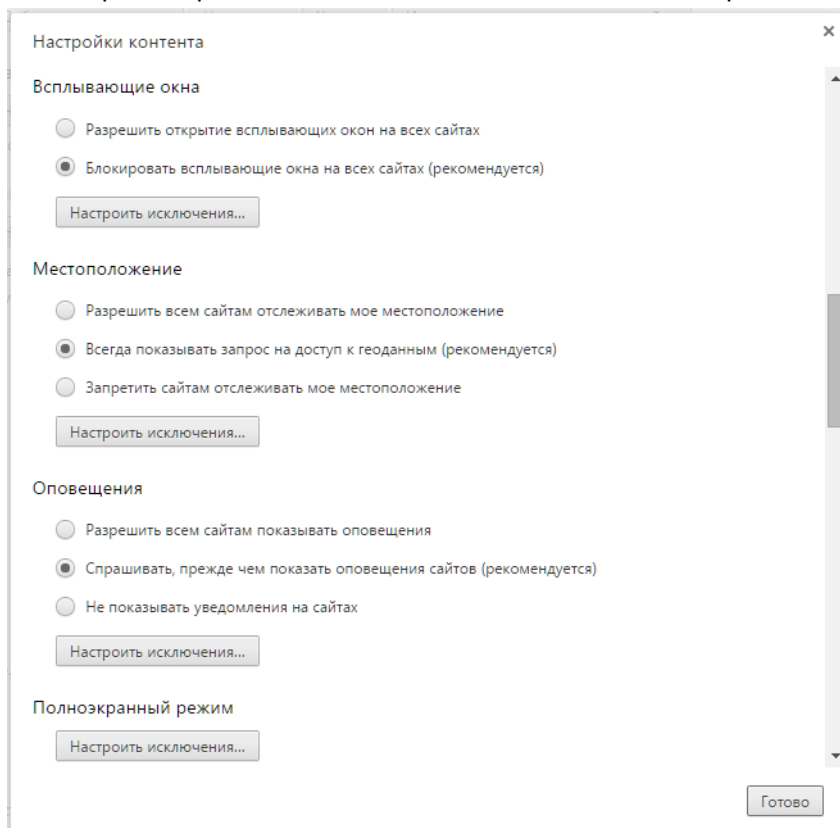 Настройки контента
Всплывающие окна
Разрешить открытие всплывающих окон на всех сайтах
Блокировать всплывающие окна на всех сайтах (рекомендуется)
Настроить исключения...
Местоположение
Разрешить всем сайтам отслеживать мое местоположение
Всегда показывать запрос на доступ к геоданным (рекомендуется)
Запретить сайтам отслеживать мое местоположение
Настроить исключения...
Оповещения
Разрешить всем сайтам показывать оповещения
Спрашивать, прежде чем показать оповещения сайтов (рекомендуется)
Не показывать уведомления на сайтах
Настроить исключения...
Полноэкранный режим
Настроить исключения...
Готово